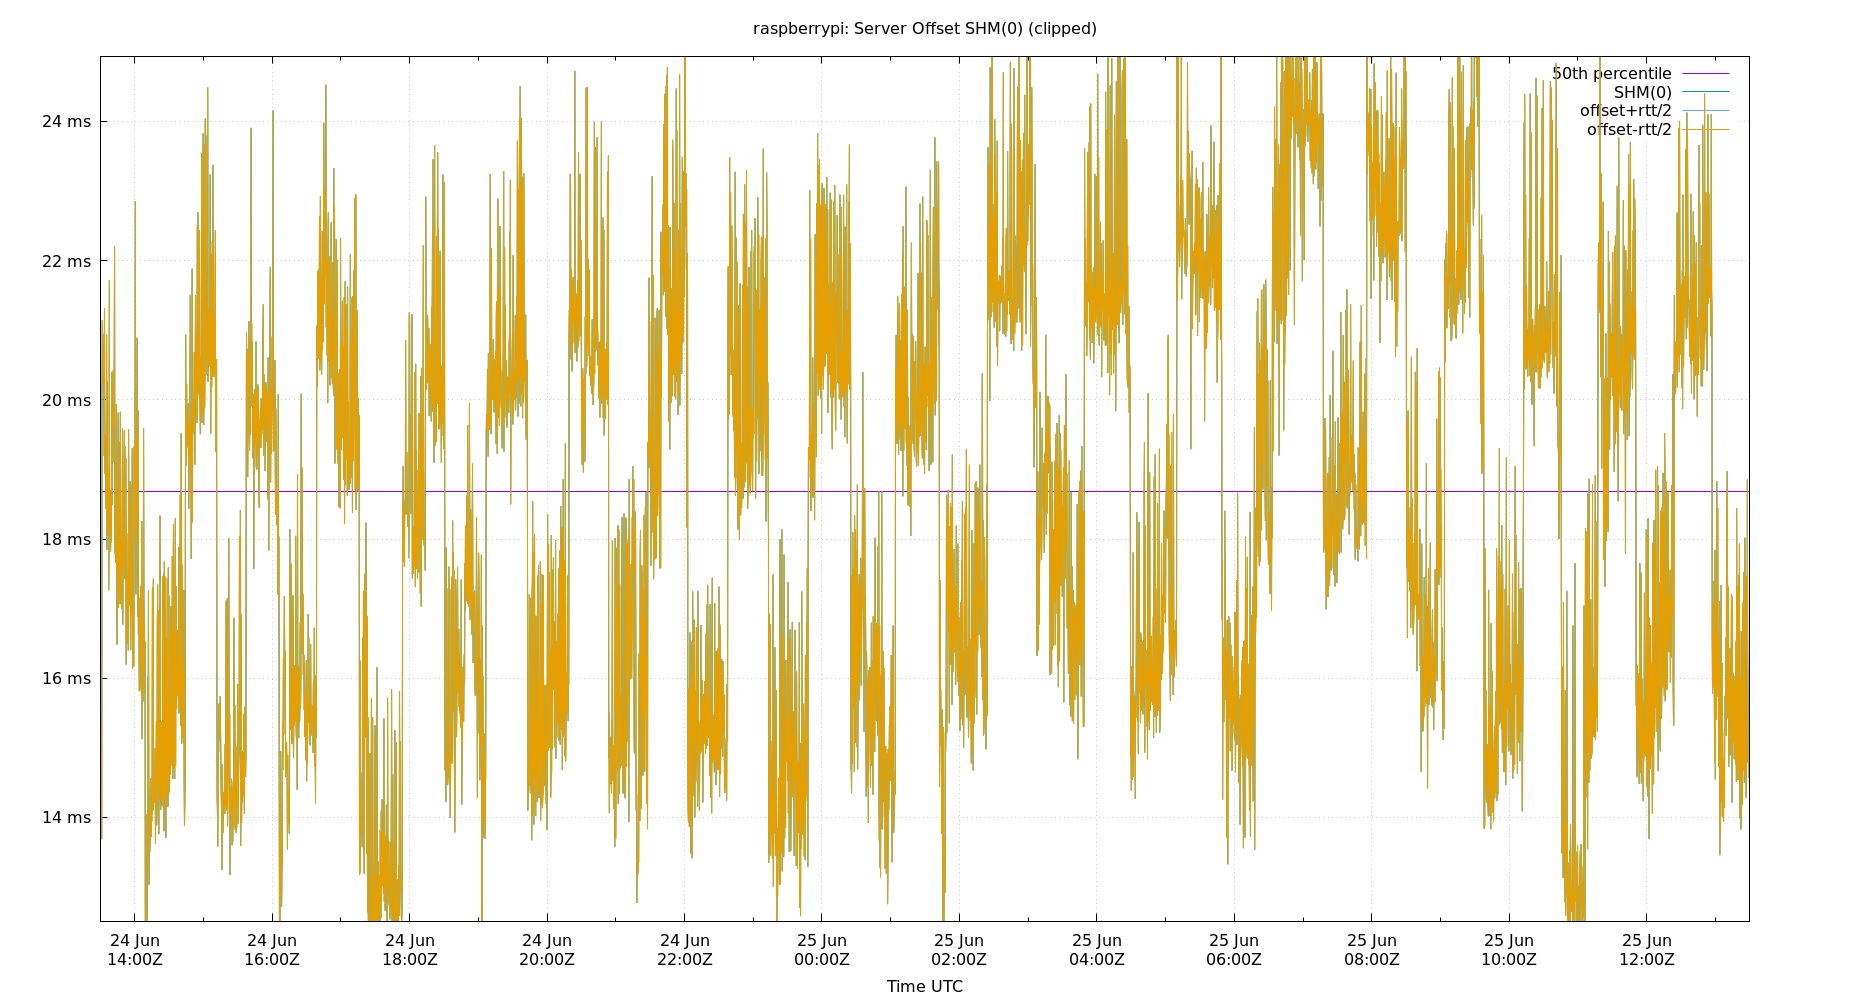 raspberrypi: Server Offset SHM(0) (clipped)
50th percentile
SHM(0)
offset+rtt/2
offset-rtt/2
24 ms
22 ms
20 ms
18 ms
16 ms
14 ms
24 Jun 24 Jun 24 Jun 24 Jun 24 Jun 25 Jun 25 Jun 25 Jun 25 Jun 25 Jun 25 Jun 25 Jun
14:00Z 16:00Z 18:00Z 20:00Z 22:00Z 00:00Z 02:00Z 04:00Z 06:00Z 08:00Z 10:00Z 12:00Z
Time UTC